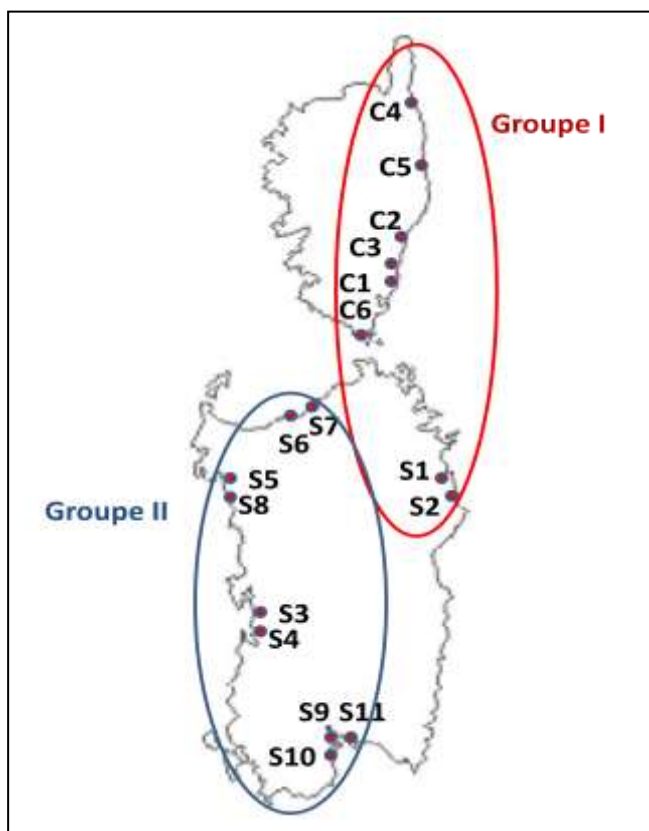 C4
Groupe I
C5
C2
C3
C1
C6
S7
S6
S1
S5
S2
S8
Groupe II
S3
S4
S9 S11
S10